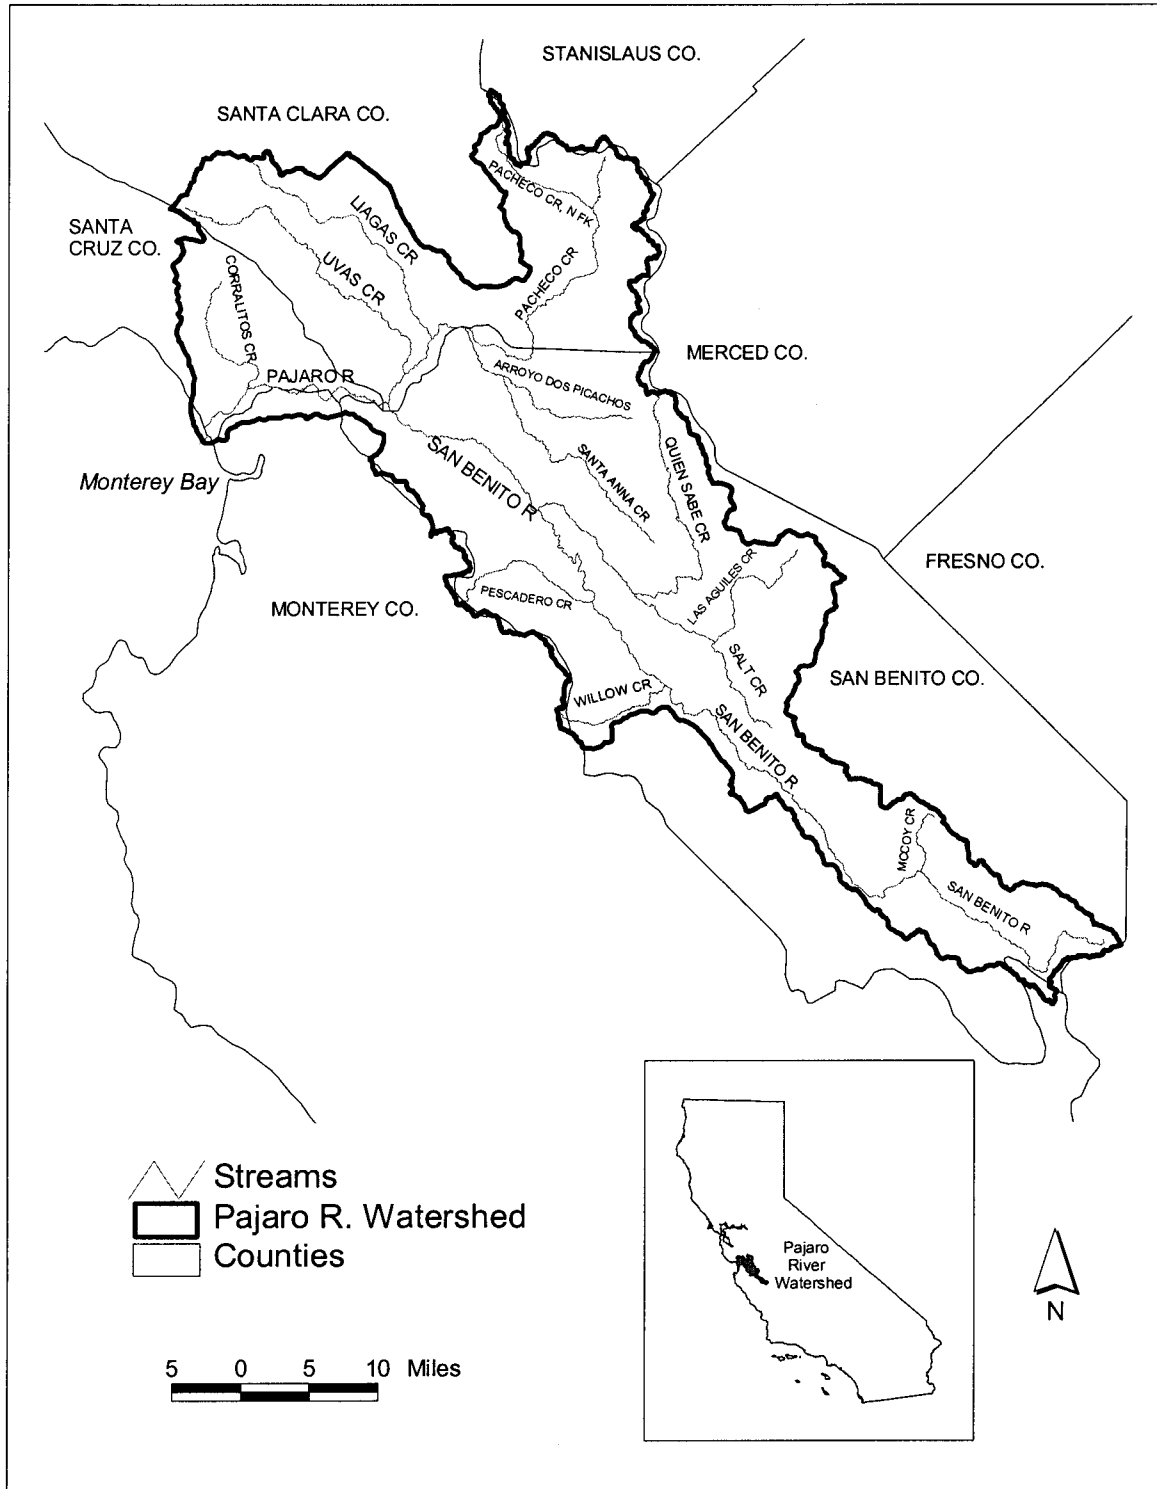 STANISLAUS CO.
SANTA CLARA CO.
PACHECO CR, N FK
SANTA
CRUZ CO.
LIAGAS CR
UVAS CR
PACHECO CR
CORRALITOS CR
MERCED CO.
PAJARO R
ARROYO DOS PICACHOS
Monterey Bay
SAN BENITO R
SANTA ANNA CR
QUIEN SABE CR
FRESNO CO.
LAS AGUILES CR
PESCADERO CR
MONTEREY CO.
SALT CR
SAN BENITO CO.
WILLOW CR
SAN BENITO R
MCCOY CR
SAN BENITO R
Streams
Pajaro R. Watershed
Counties
Pajaro
River
Watershed
N
5 0 5 10 Miles